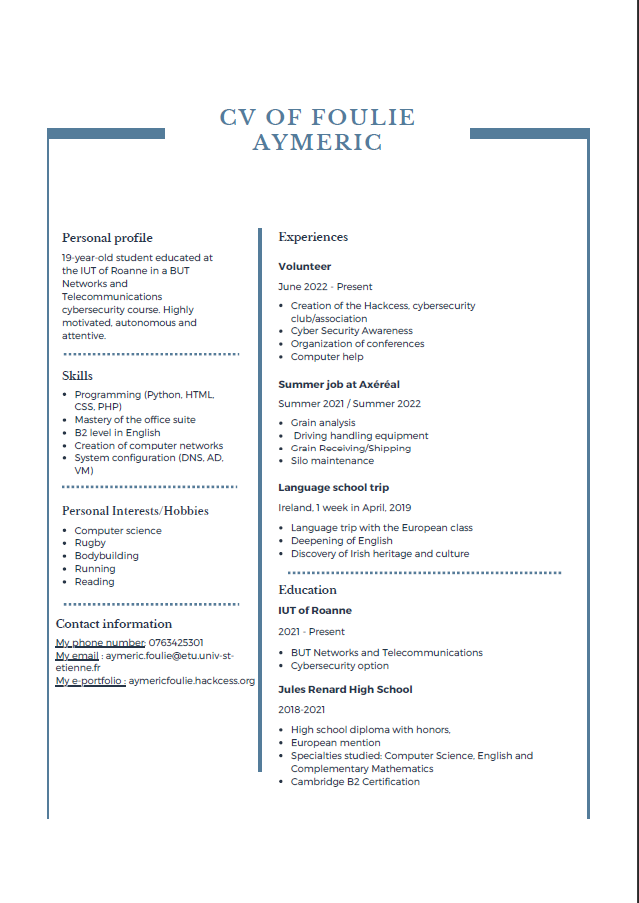 CV OF FOULIE
AYMERIC
Personal profile
19-year-old student educated at
the IUT of Roanne in a BUT
Networks and
Telecommunications
cybersecurity course. Highly
motivated, autonomous and
attentive.
Skills
• Programming (Python, HTML,
CSS, PHP)
• Mastery of the office suite
• B2 level in English
• Creation of computer networks
• System configuration (DNS, AD,
VM)
Personal Interests/Hobbies
• Computer science
• Rugby
• Bodybuilding
• Running
• Reading
Contact information
My phone number: 0763425301
My email : aymeric.foulie@etu.univ-st-
etienne.fr
My e-portfolio : aymericfoulie.hackcess.org
Experiences
Volunteer
June 2022 - Present
• Creation of the Hackcess, cybersecurity
club/association
• Cyber Security Awareness
• Organization of conferences
• Computer help
Summer job at Axéréal
Summer 2021 / Summer 2022
• Grain analysis
• Driving handling equipment
• Grain Receiving/Shipping
• Silo maintenance
Language school trip
Ireland, 1 week in April, 2019
• Language trip with the European class
• Deepening of English
• Discovery of Irish heritage and culture
Education
IUT of Roanne
2021 - Present
• BUT Networks and Telecommunications
• Cybersecurity option
Jules Renard High School
2018-2021
• High school diploma with honors,
• European mention
• Specialties studied: Computer Science, English and
Complementary Mathematics
• Cambridge B2 Certification